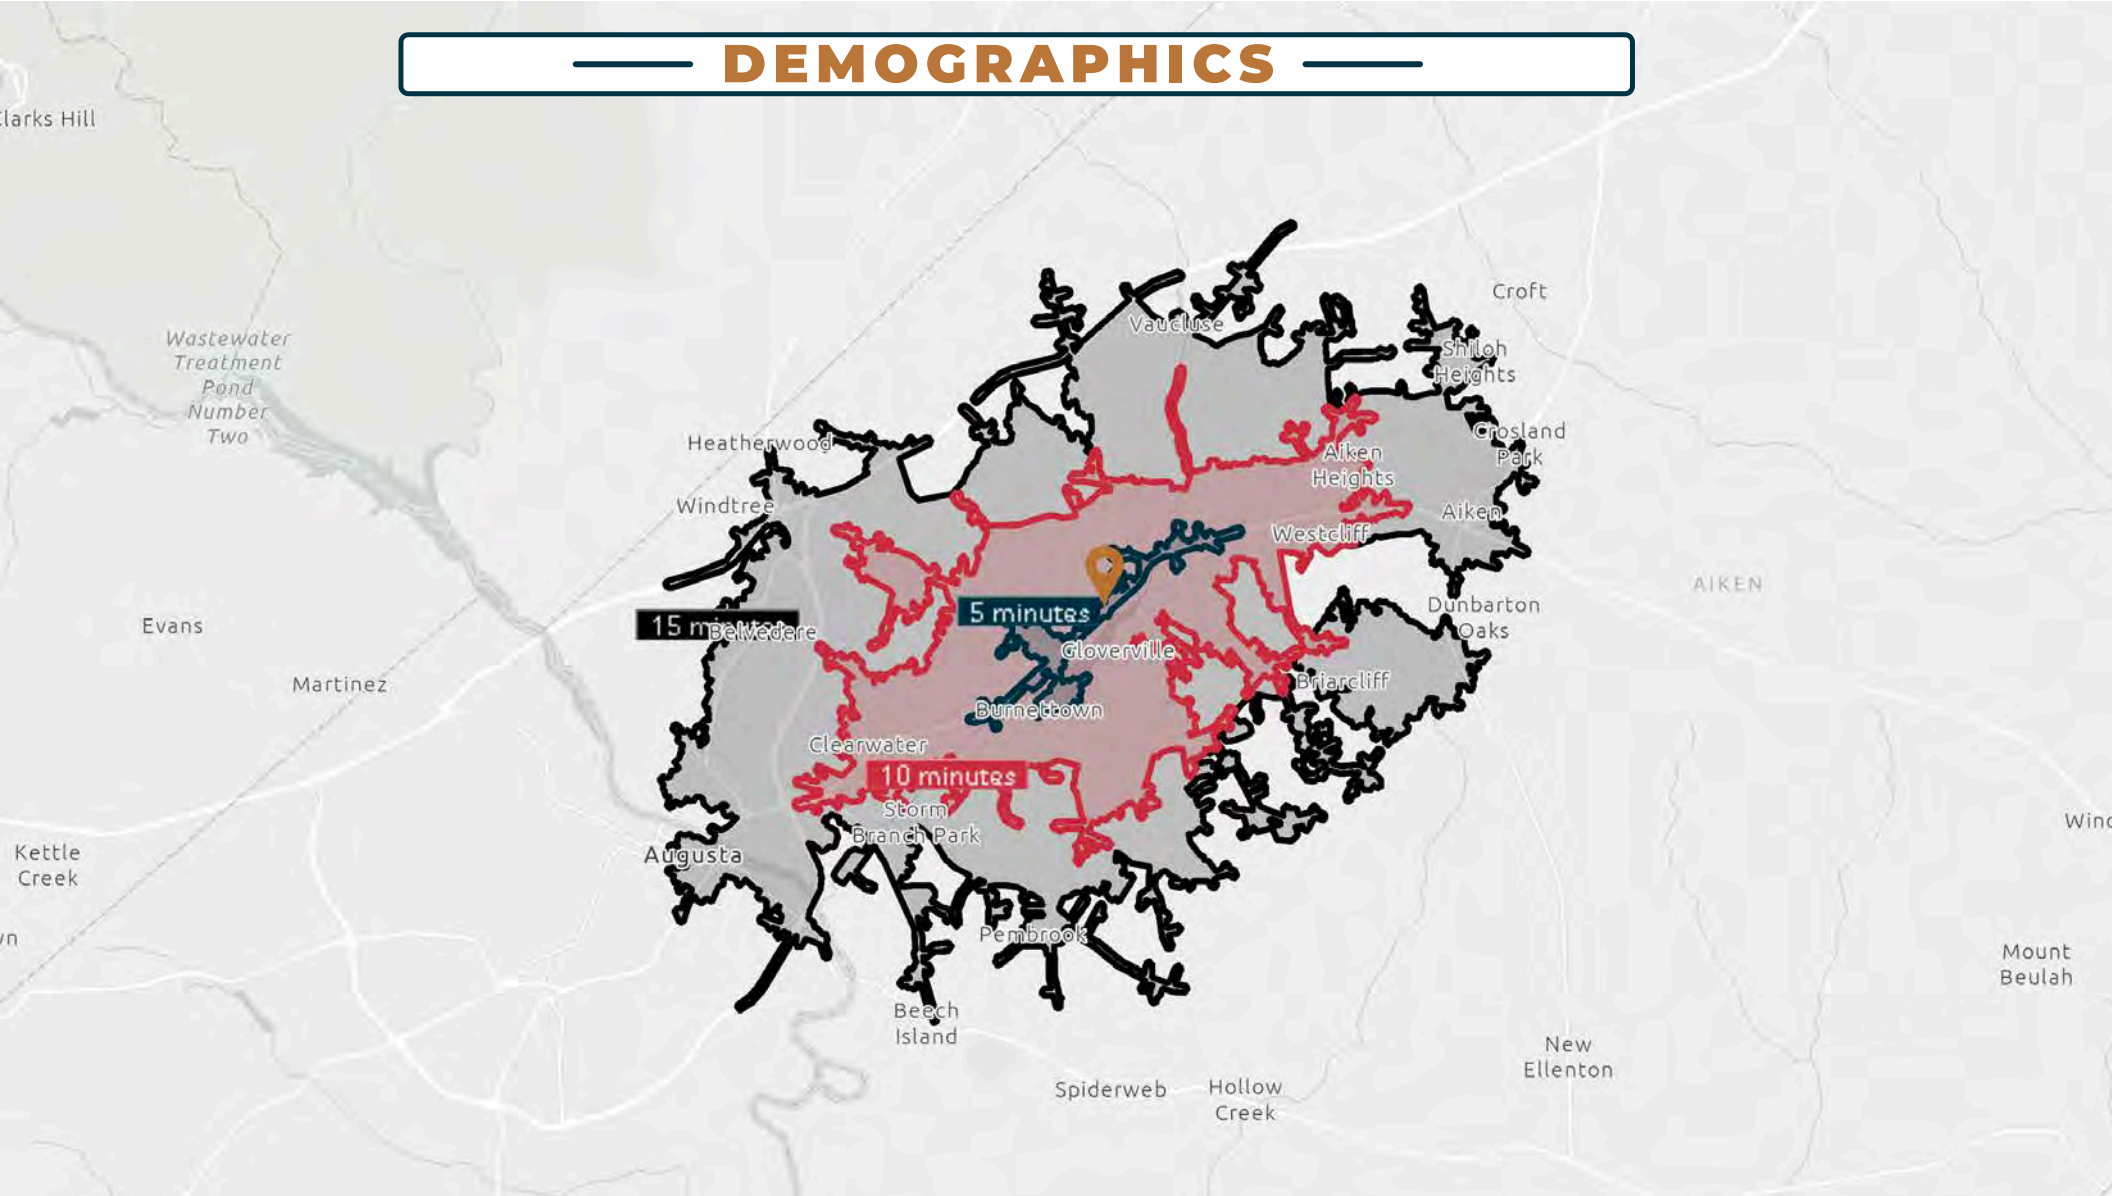 DEMOGRAPHICS
Clarks Hill
Croft
Wastewater
Treatment
Pond
Number
Two
Vaucluse
Shiloh
Heights
Heatherwood
Crosland
Park
Aiken
Heights
Windtree
Aiken
Westcliff
AIKEN
5 minutes
Dunbarton
Oaks
Evans
15 minutes
Belvedere
Gloverville
Martinez
Briarcliff
Burnettown
Clearwater
10 minutes
Storm
Branch Park
Kettle
Creek
Augusta
Pembrook
Mount
Beulah
Beech
Island
New
Ellenton
Spiderweb
Hollow
Creek